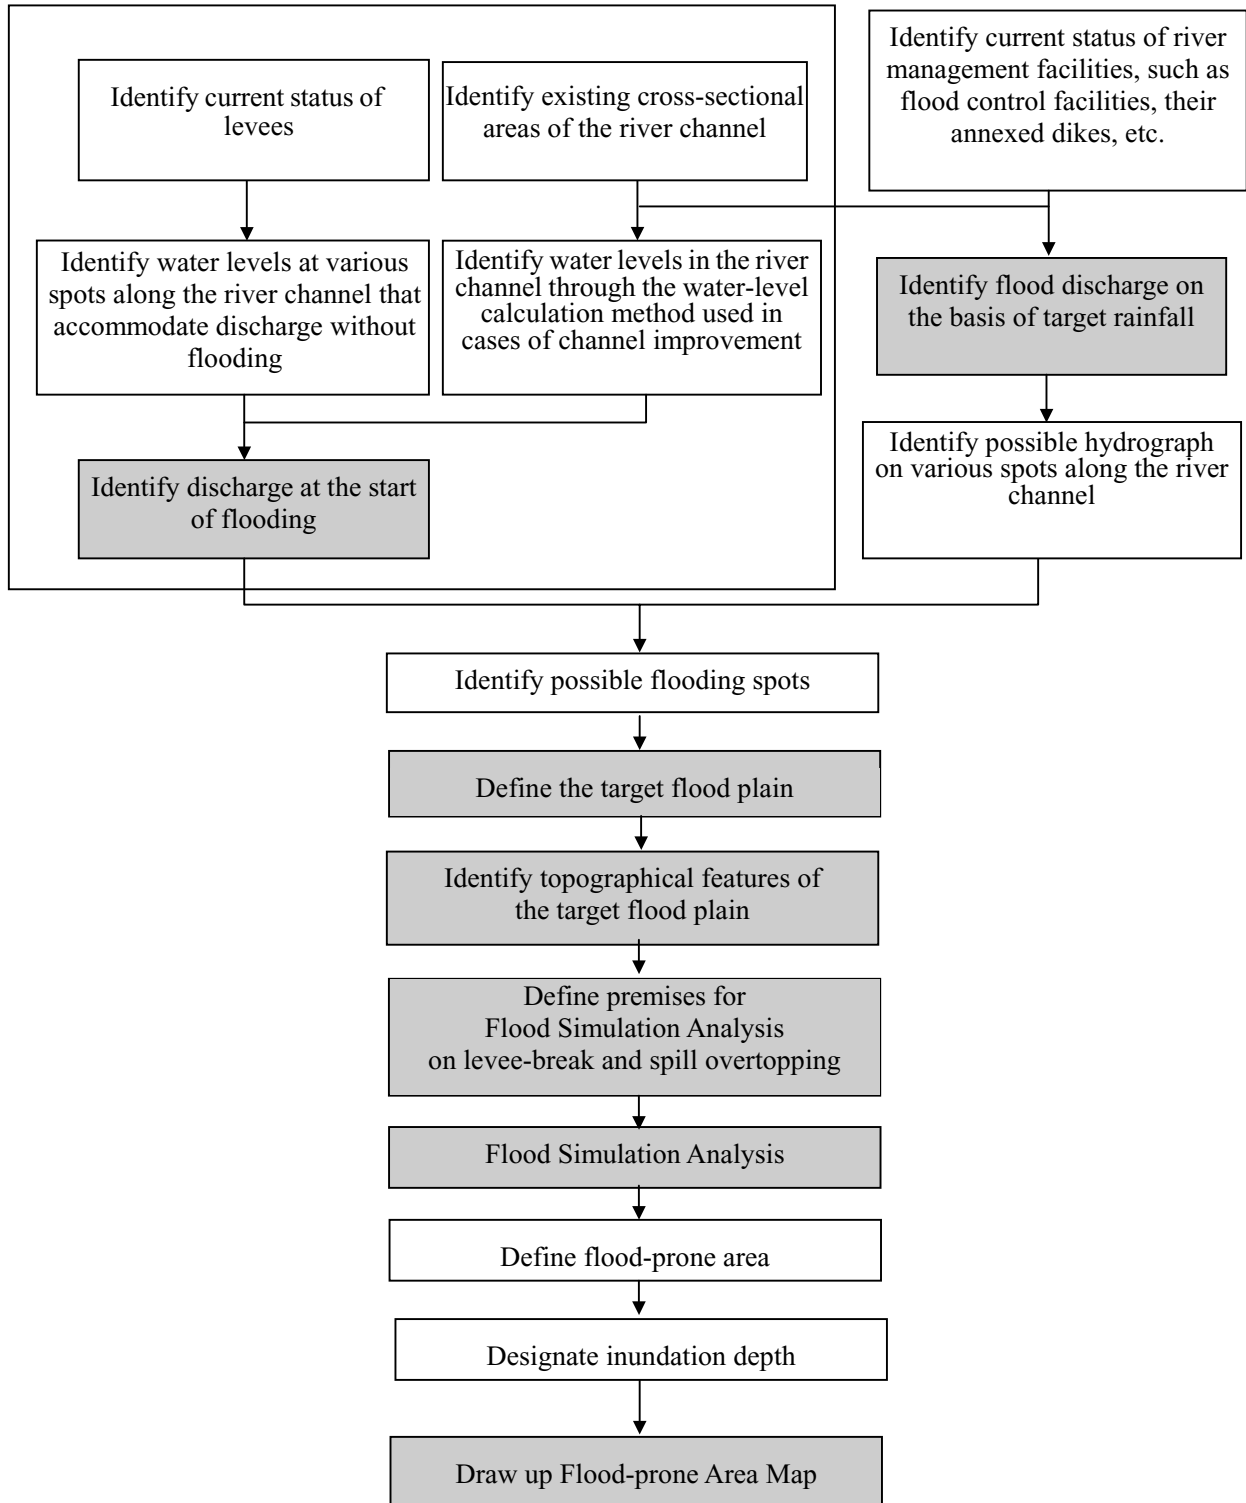 Identify current status of
levees
Identify existing cross-sectional
areas of the river channel
Identify current status of river
management facilities, such as
flood control facilities, their
annexed dikes, etc.
Identify water levels at various
spots along the river channel that
accommodate discharge without
flooding
Identify water levels in the river
channel through the water-level
calculation method used in
cases of channel improvement
Identify flood discharge on
the basis of target rainfall
Identify discharge at the start
of flooding
Identify possible hydrograph
on various spots along the river
channel
Identify possible flooding spots
Define the target flood plain
Identify topographical features of
the target flood plain
Define premises for
Flood Simulation Analysis
on levee-break and spill overtopping
Flood Simulation Analysis
Define flood-prone area
Designate inundation depth
Draw up Flood-prone Area Map